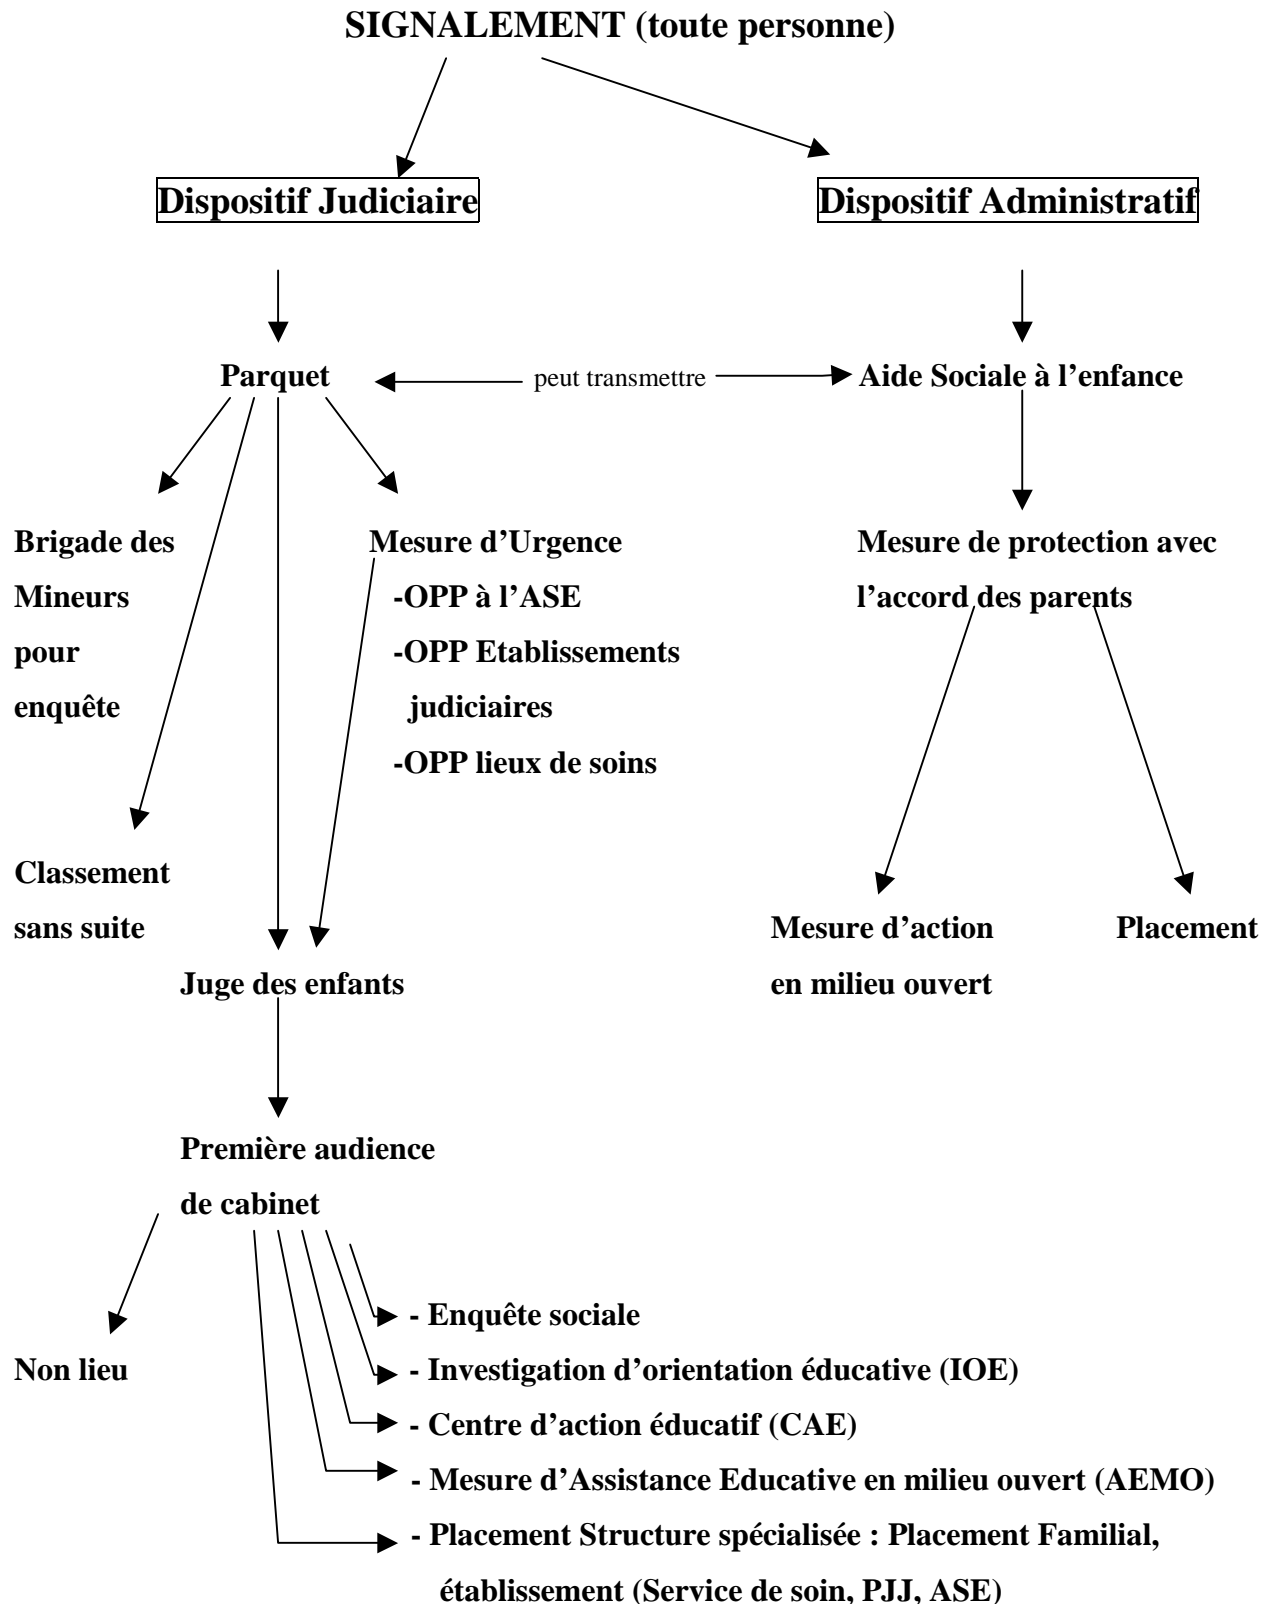 SIGNALEMENT (toute personne)
Dispositif Judiciaire
Dispositif Administratif
Parquet
peut transmettre
Aide Sociale à l’enfance
Brigade des
Mineurs
pour
enquête
Mesure d’Urgence
-OPP à l’ASE
-OPP Etablissements
judiciaires
-OPP lieux de soins
Mesure de protection avec
l’accord des parents
Classement
sans suite
Mesure d’action
en milieu ouvert
Placement
Juge des enfants
Première audience
de cabinet
Non lieu
- Enquête sociale
- Investigation d’orientation éducative (IOE)
- Centre d’action éducatif (CAE)
- Mesure d’Assistance Educative en milieu ouvert (AEMO)
- Placement Structure spécialisée : Placement Familial,
établissement (Service de soin, PJJ, ASE)